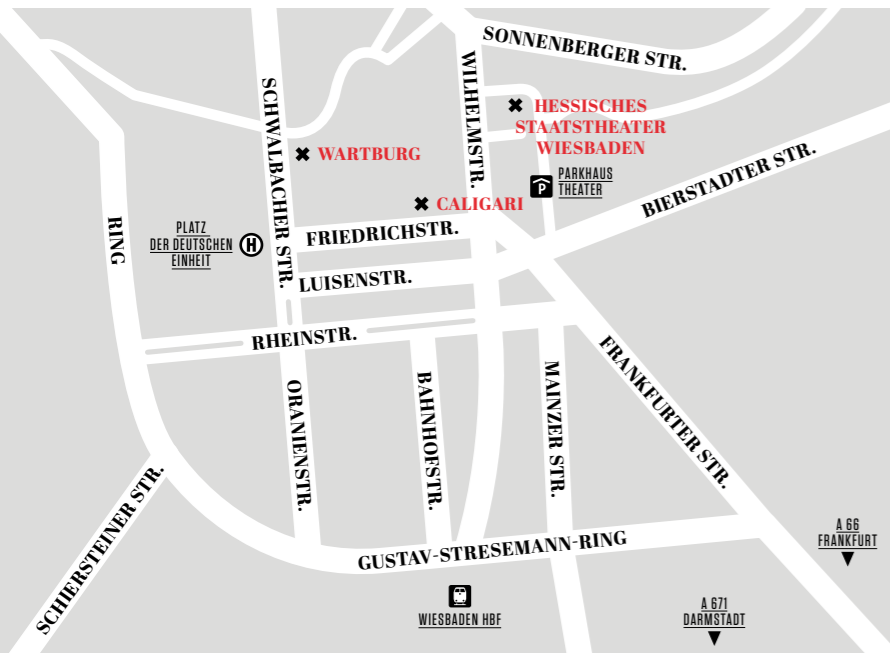 SONNENBERGER STR.
WILHELMSTR.
SCHWALBACHER STR.
HESSISCHES
STAATSTHEATER
WIESBADEN
WARTBURG
PARKHAUS
THEATER
P
BIERSTADTER STR.
CALIGARI
RING
PLATZ
DER DEUTSCHEN
EINHEIT
H
FRIEDRICHSTR.
LUISENSTR.
RHEINSTR.
ORANIENSTR.
BAHNHOFSTR.
MAINZER STR.
FRANKFURTER STR.
SCHIERSTEINER STR.
GUSTAV-STRESEMANN-RING
A 66
FRANKFURT
WIESBADEN HBF
A 671
DARMSTADT